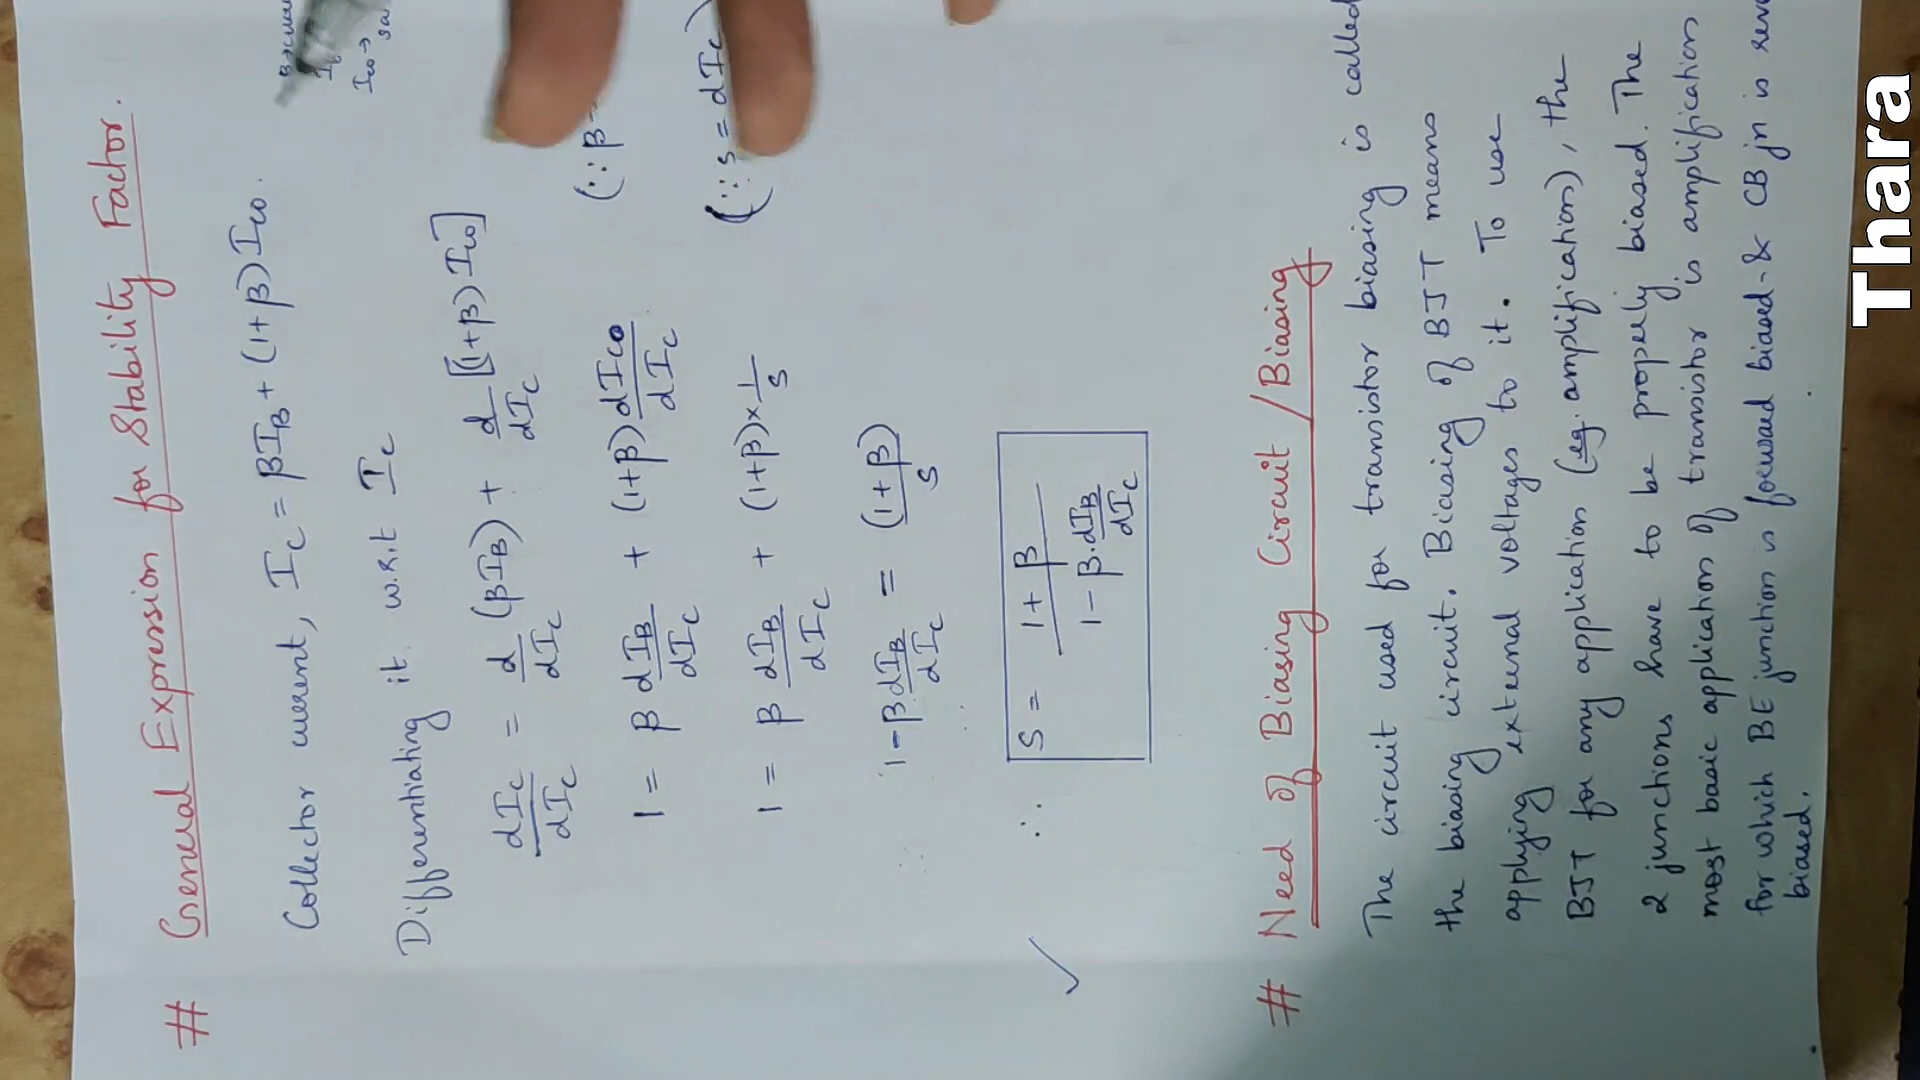 # General Expression for Stability Factor.
Collector current, IC = βIB + (1+β)Ico.
Ico →
Differentiating it w.r.t IC
dIC/dIC = d/dIC (βIB) + d/dIC [(1+β)Ico]
1 = β dIB/dIC + (1+β) dIco/dIC (∵ β
1 = β dIB/dIC + (1+β) × 1/S (∵ S = dIC
1 - β.dIB/dIC = (1+β)/S
∴ S = 1 + β / 1 - β.dIB/dIC
# Need of Biasing Circuit / Biasing
The circuit used for transistor biasing is called
the biasing circuit. Biasing of BJT means
applying external voltages to it. To use
BJT for any application (eg. amplification), the
2 junctions have to be properly biased. The
most basic application of transistor is amplification
for which BE junction is forward biased & CB jn is
biased.
Thara